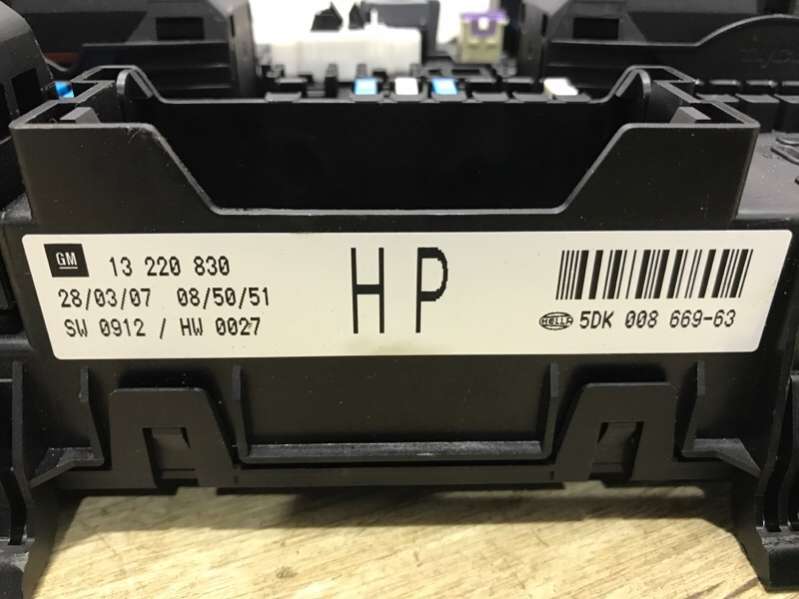 GM 13 220 830
28/03/07 08/50/51
SW 0912 / HW 0027
HP
HELLA 5DK 008 669-63